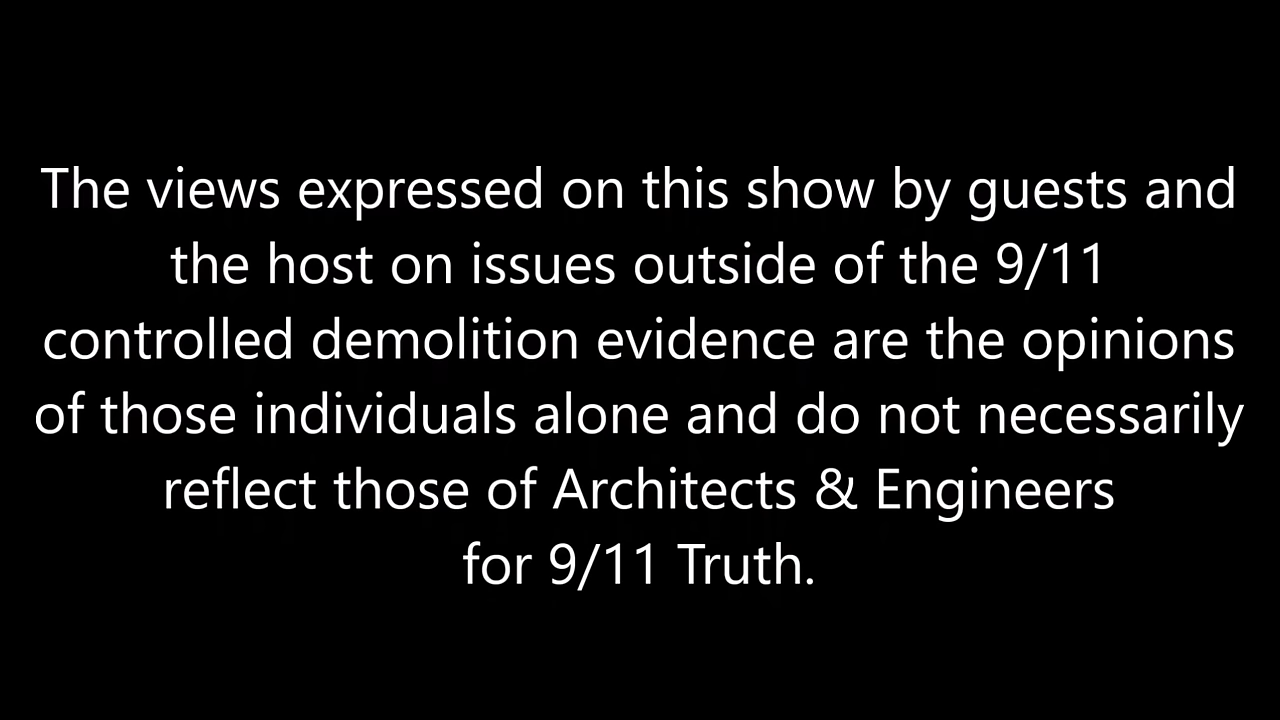 The views expressed on this show by guests and
the host on issues outside of the 9/11
controlled demolition evidence are the opinions
of those individuals alone and do not necessarily
reflect those of Architects & Engineers
for 9/11 Truth.